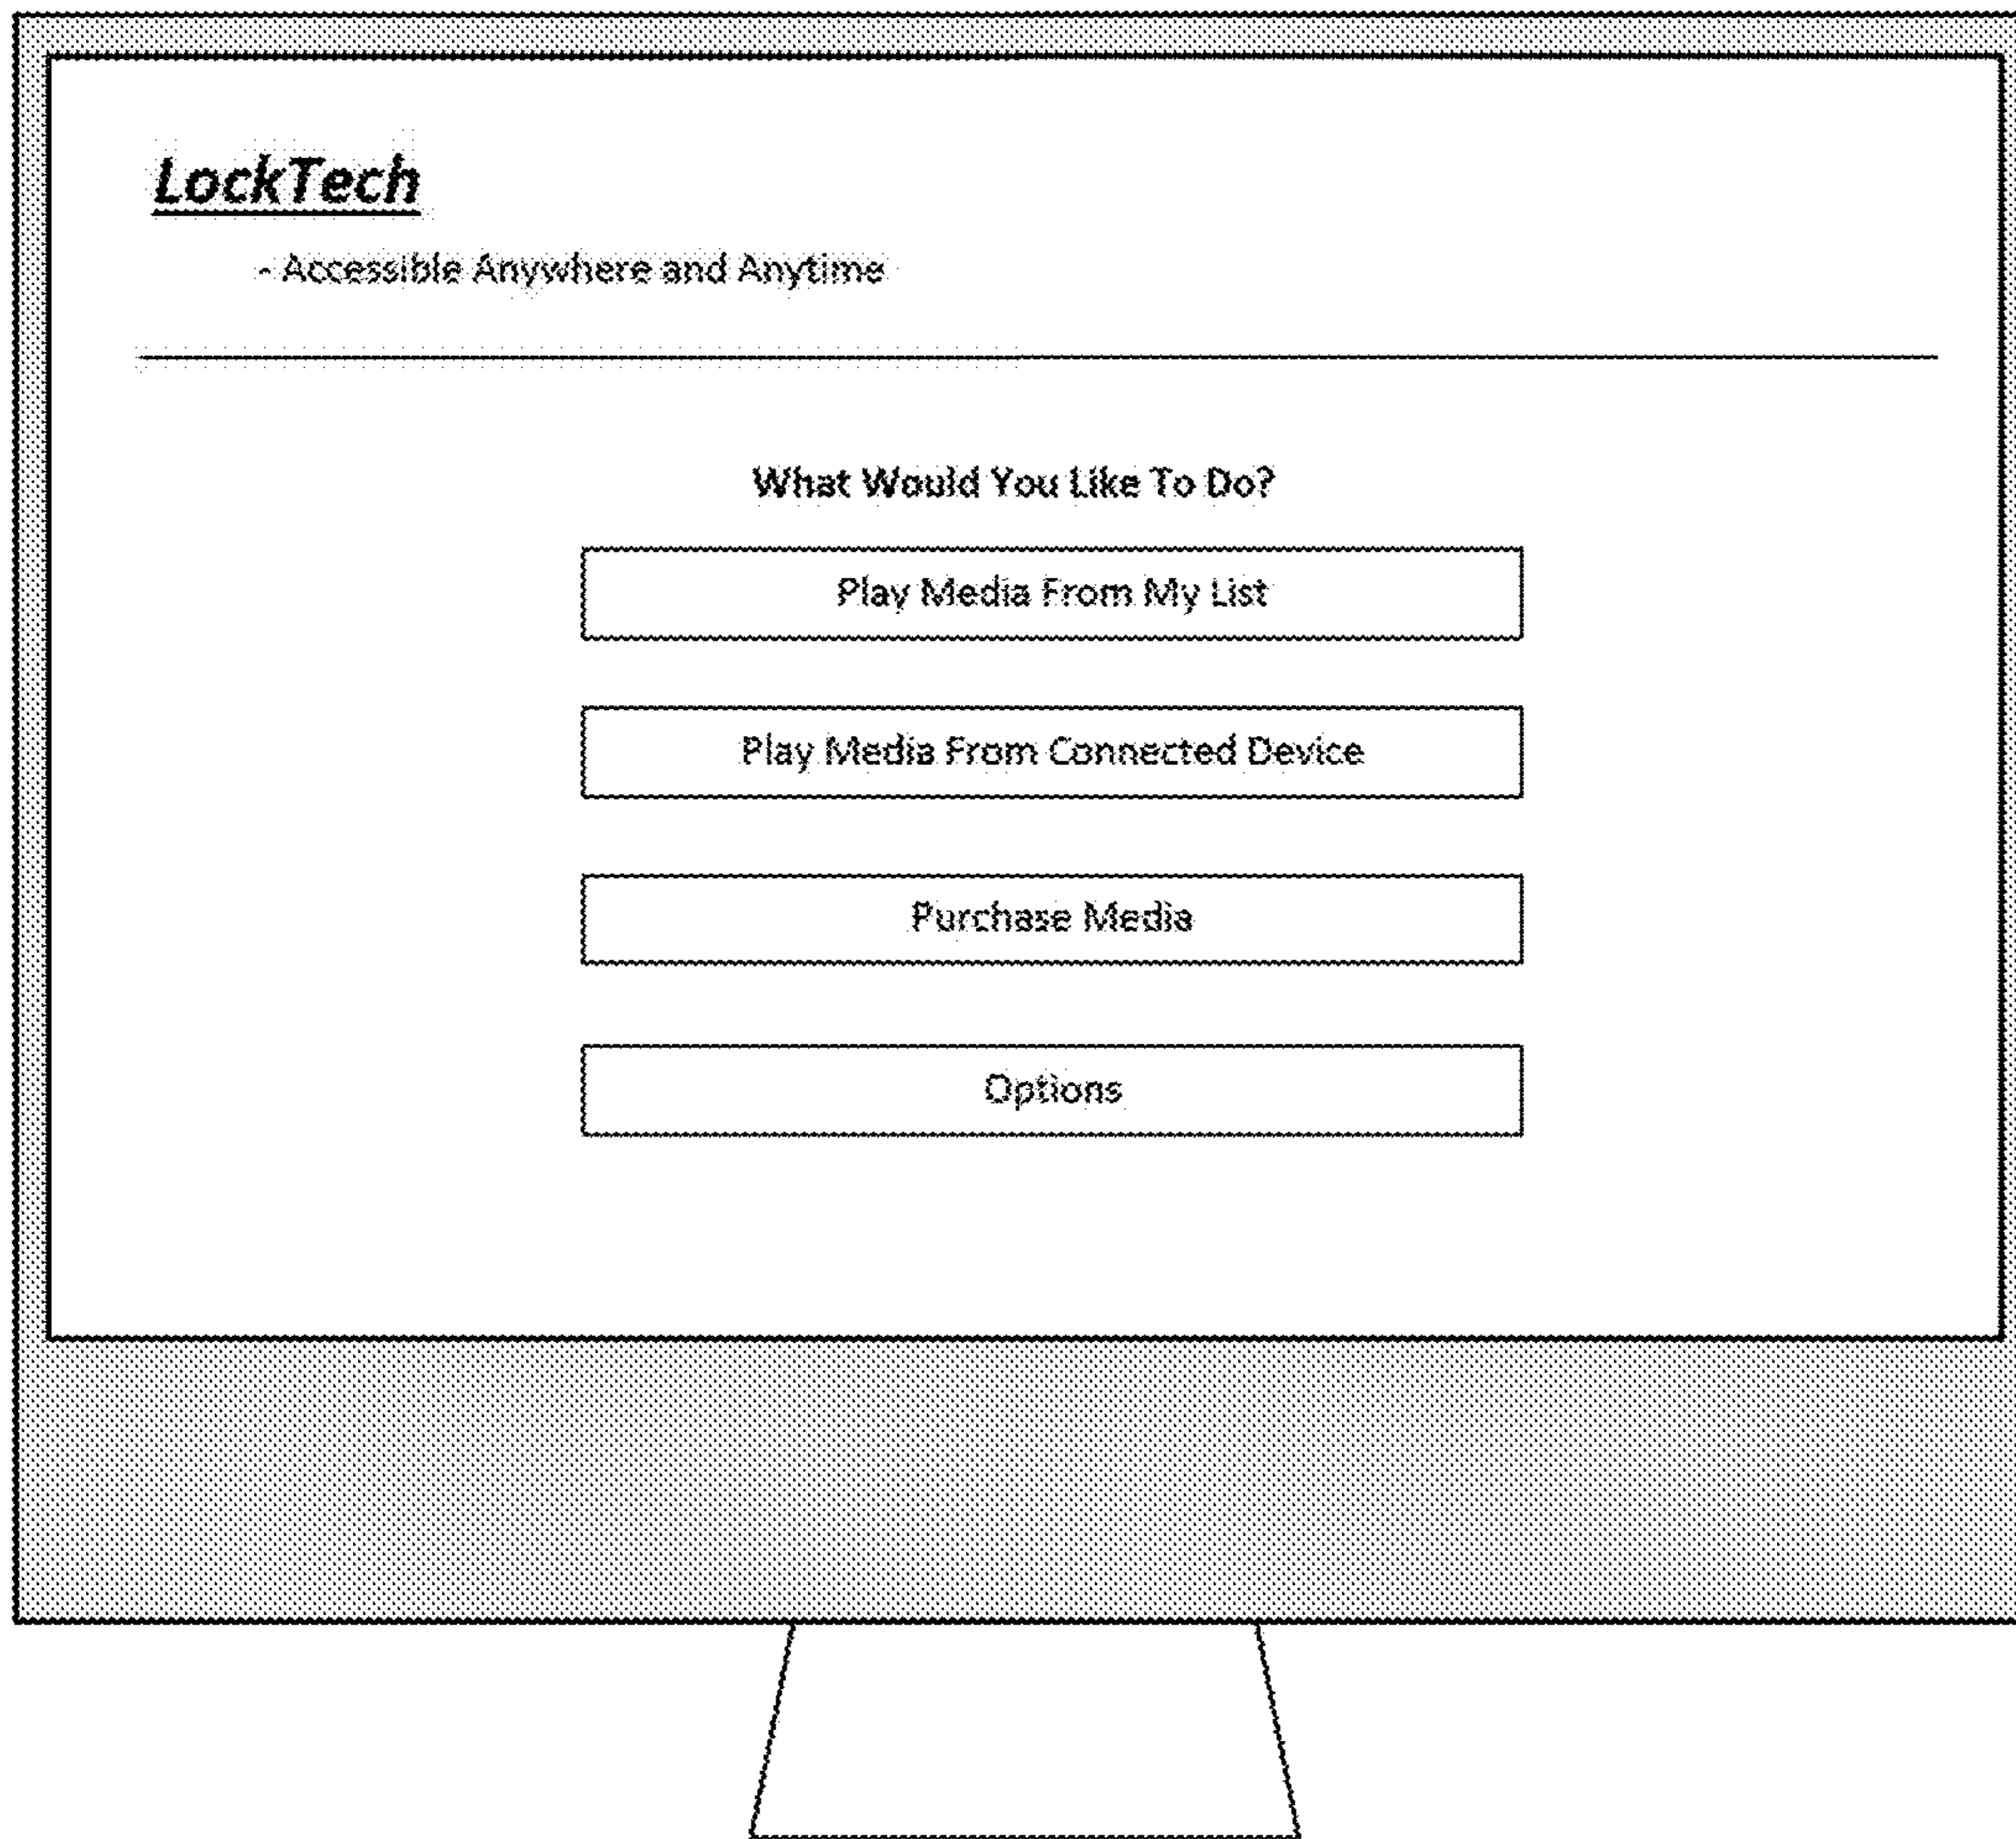 LockTech
- Accessible Anywhere and Anytime
What Would You Like To Do?
Play Media From My List
Play Media From Connected Device
Purchase Media
Options